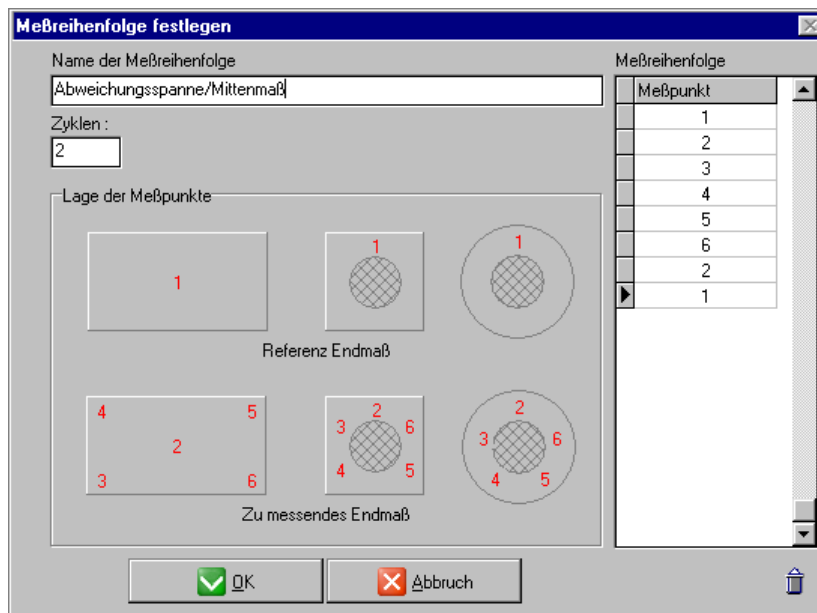 Meßreihenfolge festlegen
Name der Meßreihenfolge
Abweichungsspanne/Mittenmaß
Zyklen :
2
Lage der Meßpunkte
1 1 1
Referenz Endmaß
4 5 2 2
2 3 6 3 6
3 6 4 5 4 5
Zu messendes Endmaß
OK Abbruch
Meßreihenfolge
Meßpunkt
1
2
3
4
5
6
2
1